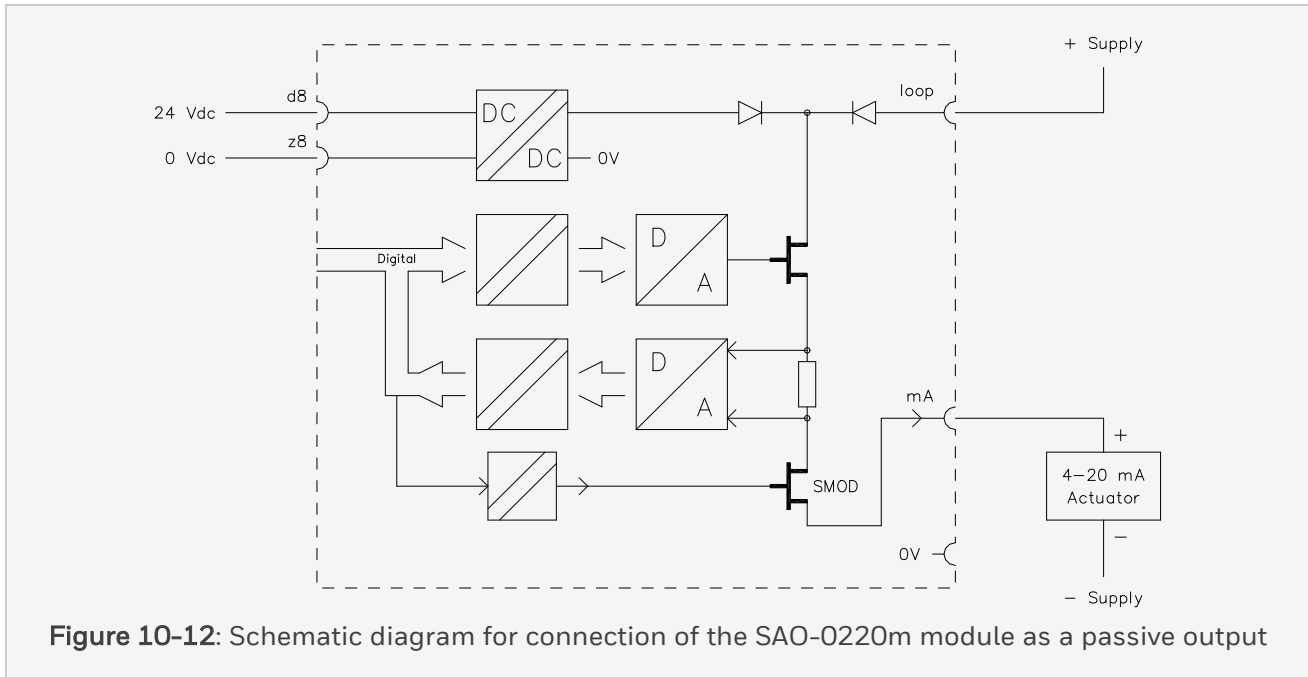 + Supply
loop
d8
24 Vdc
DC
z8
0 Vdc
DC
0V
Digital
D
A
D
A
mA
+
4-20 mA
Actuator
SMOD
-
0V
- Supply
Figure 10-12: Schematic diagram for connection of the SAO-0220m module as a passive output